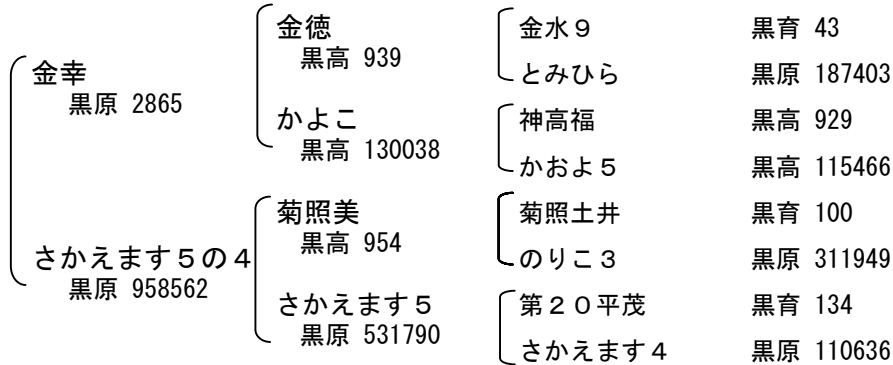 金幸
黒原 2865
さかえます５の４
黒原 958562
金徳
黒高 939
かよこ
黒高 130038
菊照美
黒高 954
さかえます５
黒原 531790
金水９ 黒育 43
とみひら 黒原 187403
神高福 黒高 929
かおよ５ 黒高 115466
菊照土井 黒育 100
のりこ３ 黒原 311949
第２０平茂 黒育 134
さかえます４ 黒原 110636